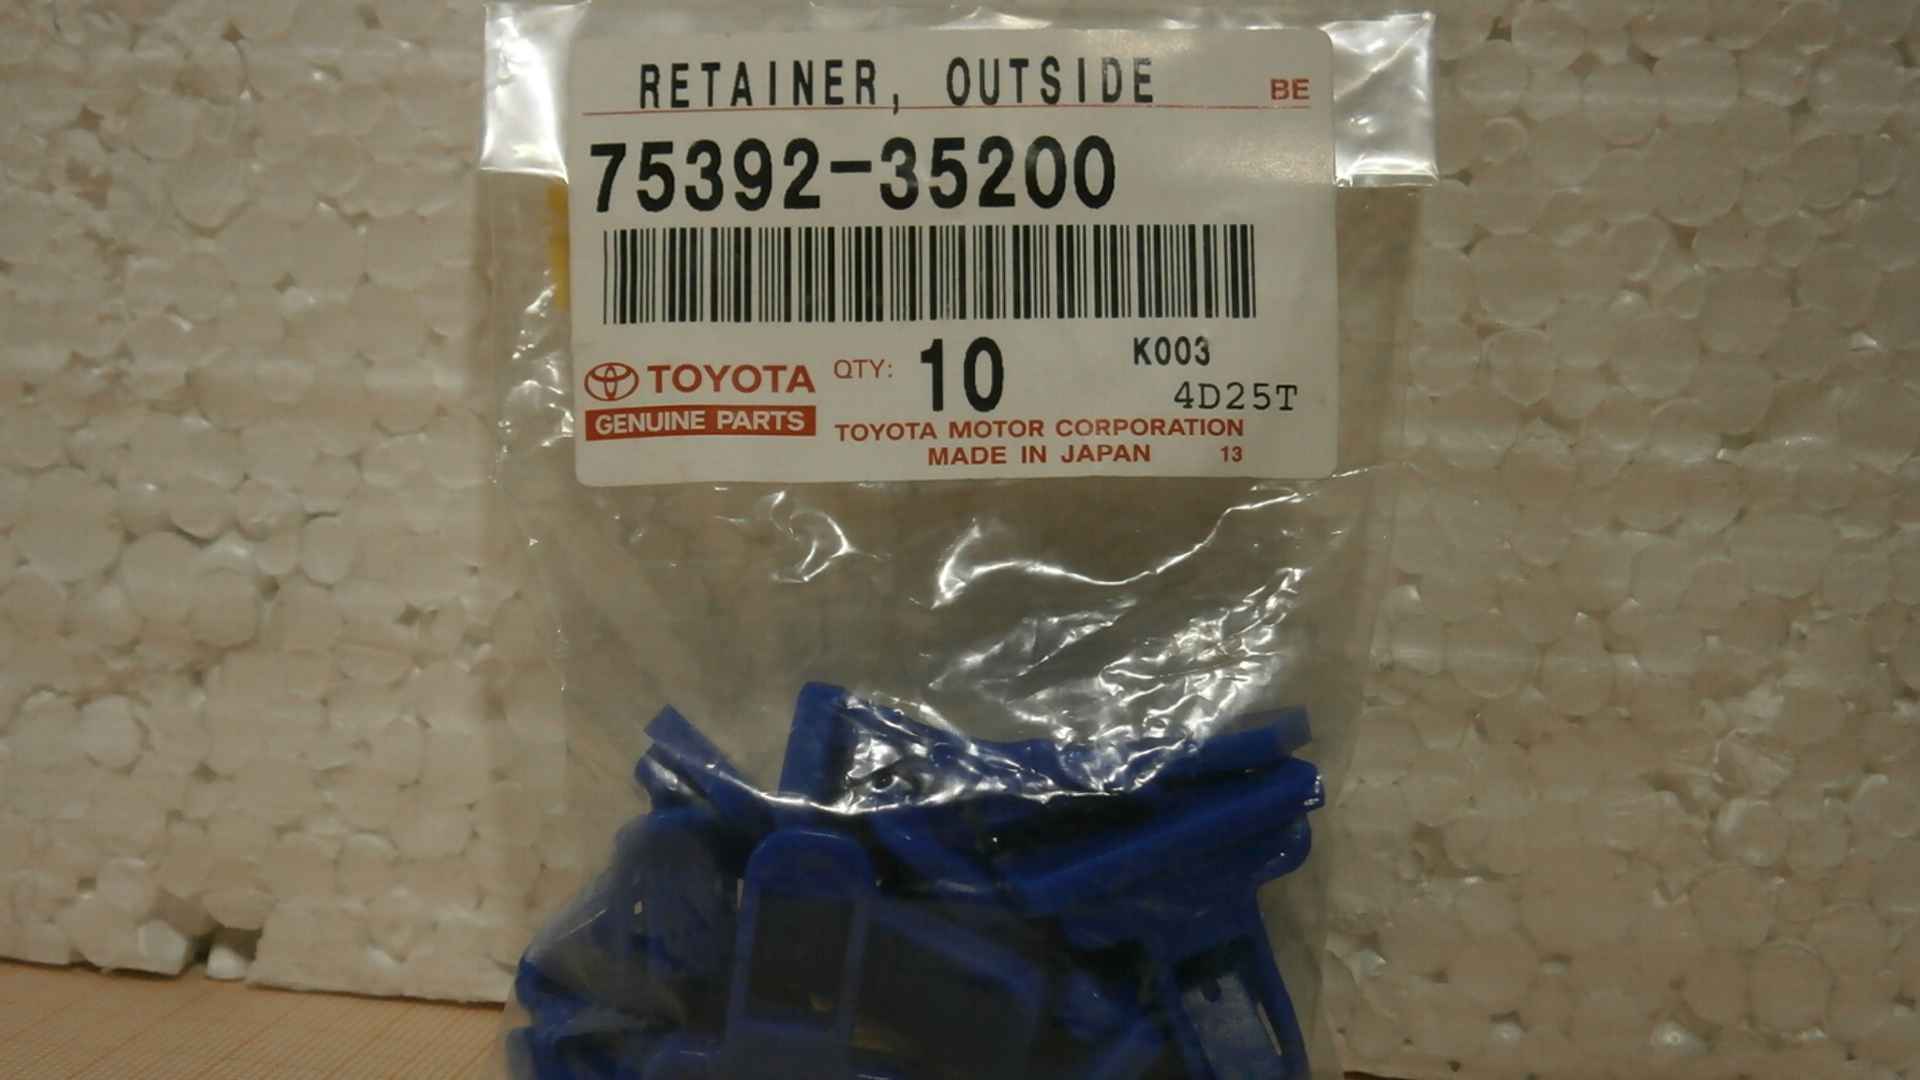 RETAINER, OUTSIDE BE
75392-35200
TOYOTA QTY: 10 K003
4D25T
GENUINE PARTS TOYOTA MOTOR CORPORATION
MADE IN JAPAN 13